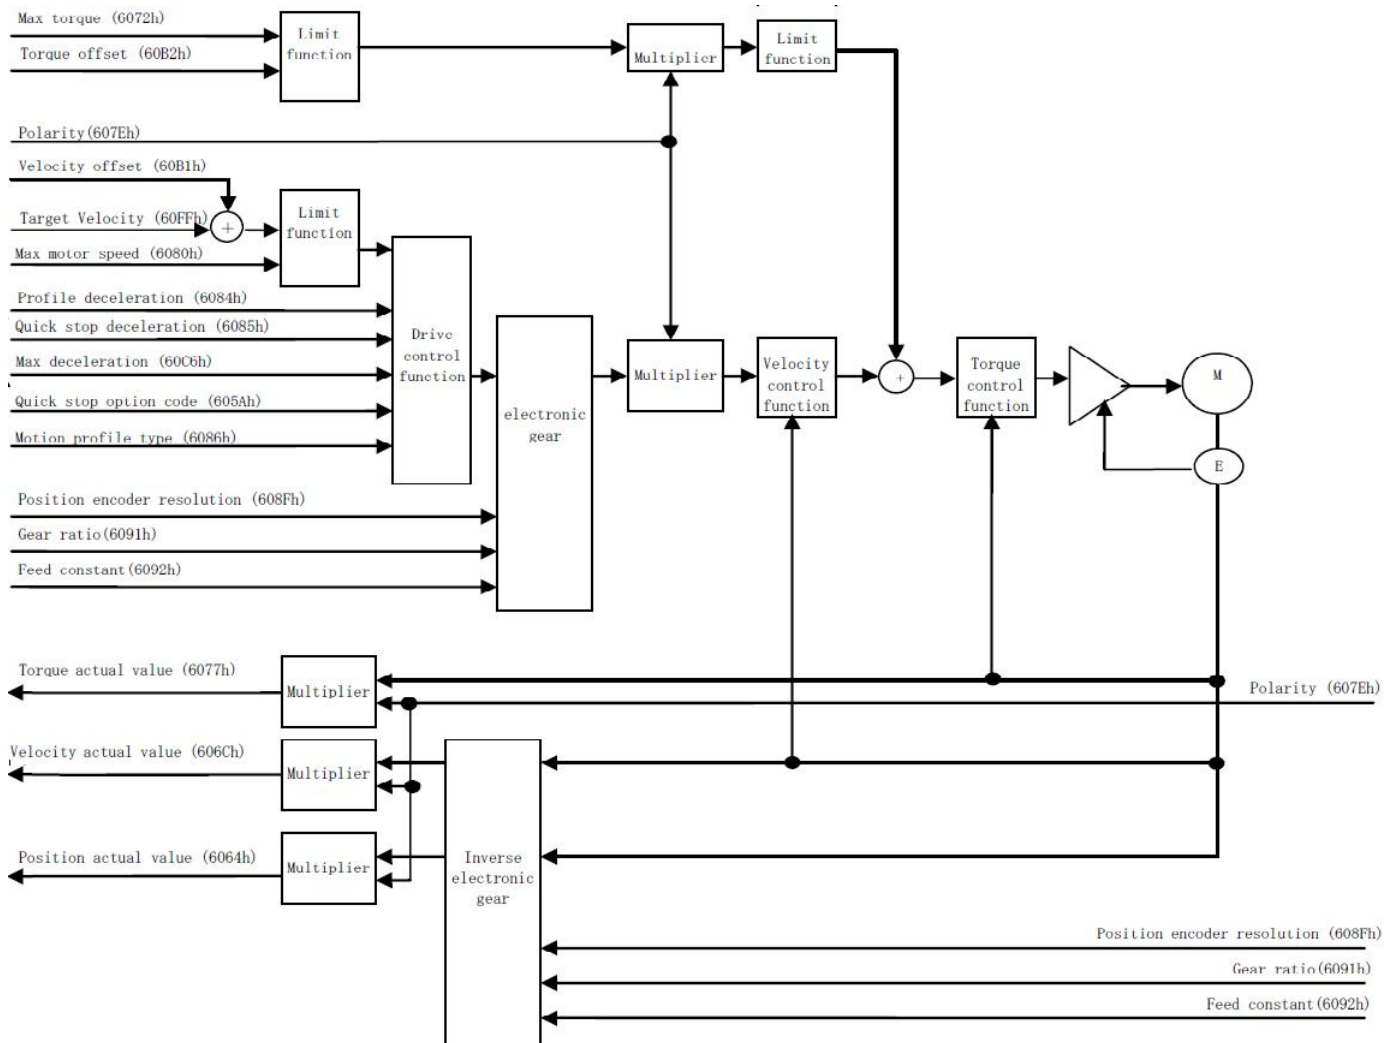 Max torque (6072h)
Limit
function
Torque offset (60B2h)
Multiplier
Limit
function
Polarity(607Eh)
Velocity offset (60B1h)
Target Velocity (60FFh)
+
Limit
function
Max motor speed (6080h)
Profile deceleration (6084h)
Quick stop deceleration (6085h)
Max deceleration (60C6h)
Quick stop option code (605Ah)
Motion profile type (6086h)
Drive
control
function
electronic
gear
Multiplier
Velocity
control
function
+
Torque
control
function
M
E
Position encoder resolution (608Fh)
Gear ratio(6091h)
Feed constant(6092h)
Torque actual value (6077h)
Multiplier
Polarity (607Eh)
Velocity actual value (606Ch)
Multiplier
Position actual value (6064h)
Multiplier
Inverse
electronic
gear
Position encoder resolution (608Fh)
Gear ratio(6091h)
Feed constant(6092h)